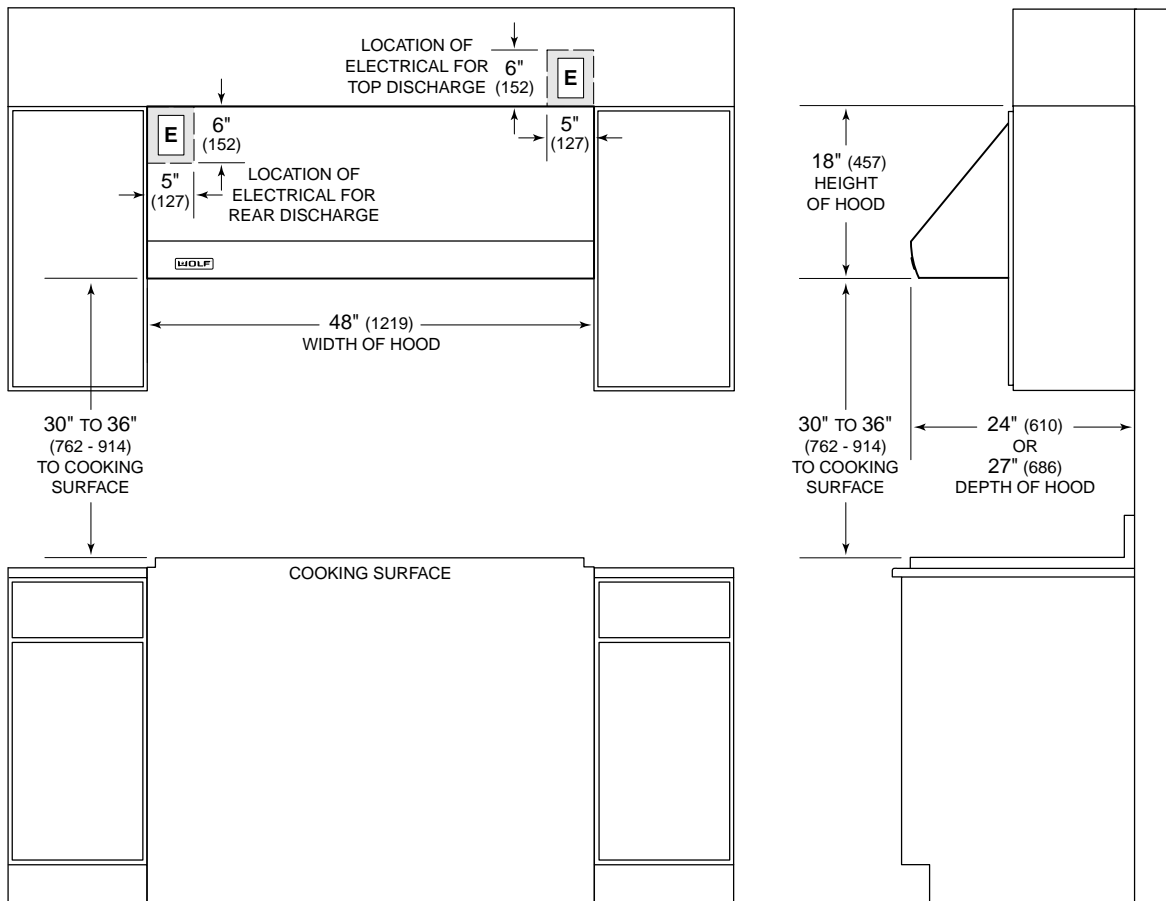 LOCATION OF
ELECTRICAL FOR
TOP DISCHARGE
6"
(152)
E
5"
(127)
E
6"
(152)
5"
(127)
LOCATION OF
ELECTRICAL FOR
REAR DISCHARGE
WOLF
48" (1219)
WIDTH OF HOOD
30" TO 36"
(762 - 914)
TO COOKING
SURFACE
COOKING SURFACE
18" (457)
HEIGHT
OF HOOD
30" TO 36"
(762 - 914)
TO COOKING
SURFACE
24" (610)
OR
27" (686)
DEPTH OF HOOD